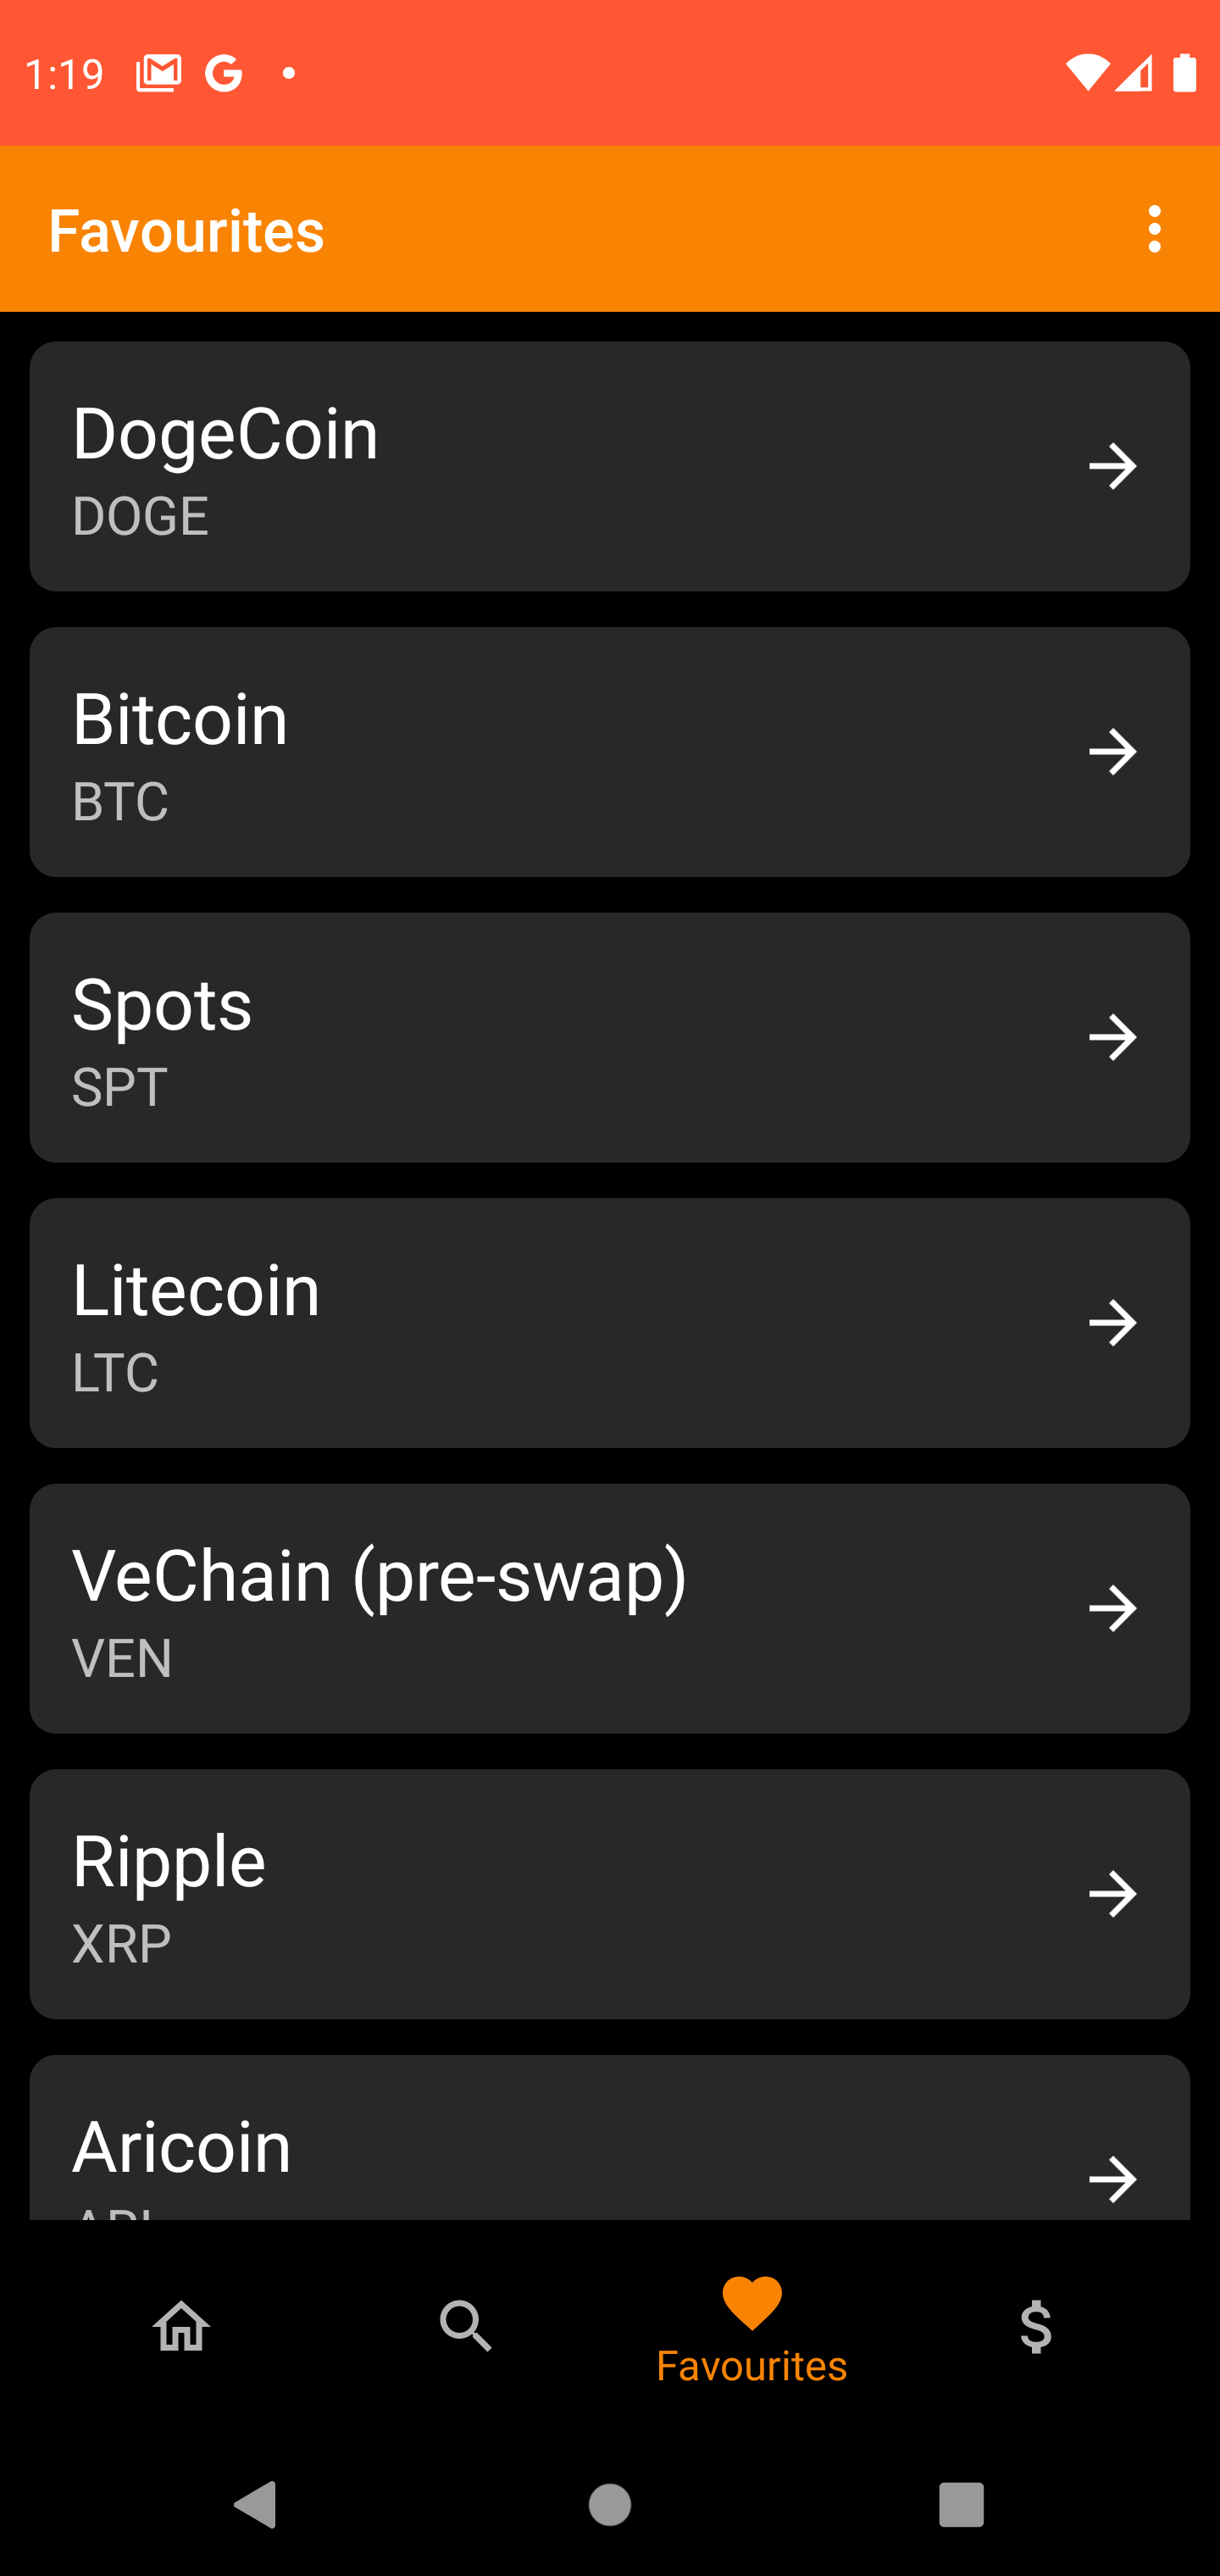 1:19
Favourites
DogeCoin
DOGE
Bitcoin
BTC
Spots
SPT
Litecoin
LTC
VeChain (pre-swap)
VEN
Ripple
XRP
Aricoin
Favourites